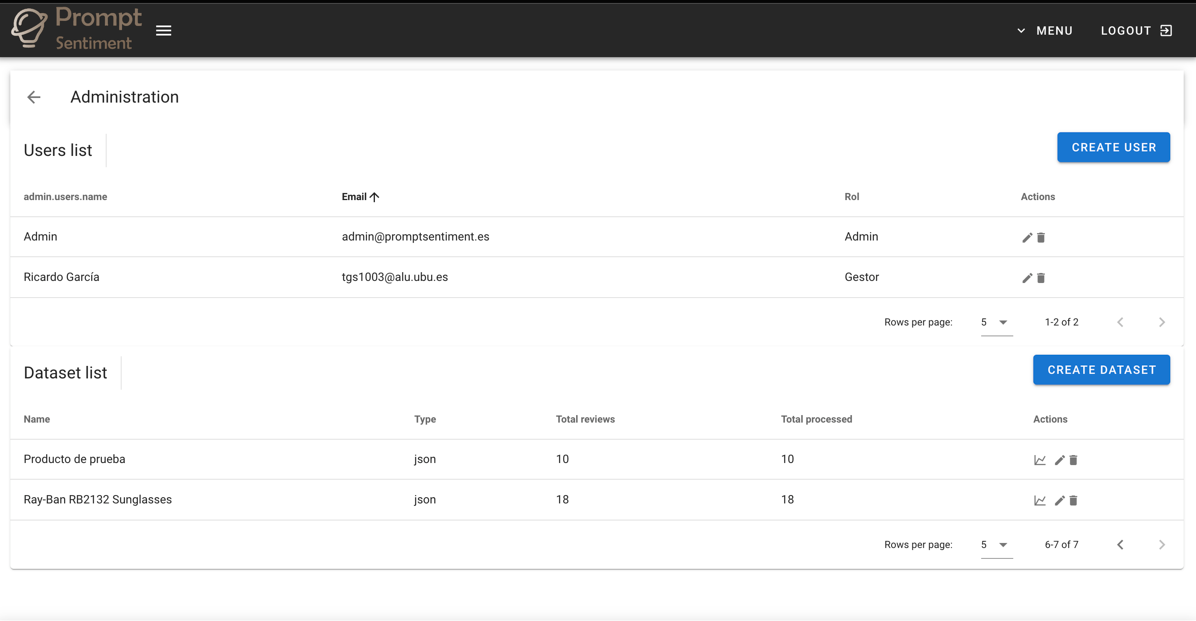 Prompt
Sentiment
MENU
LOGOUT
Administration
Users list
CREATE USER
admin.users.name Email Rol Actions
Admin admin@promptsentiment.es Admin
Ricardo García tgs1003@alu.ubu.es Gestor
Rows per page: 5 1-2 of 2
Dataset list
CREATE DATASET
Name Type Total reviews Total processed Actions
Producto de prueba json 10 10
Ray-Ban RB2132 Sunglasses json 18 18
Rows per page: 5 6-7 of 7